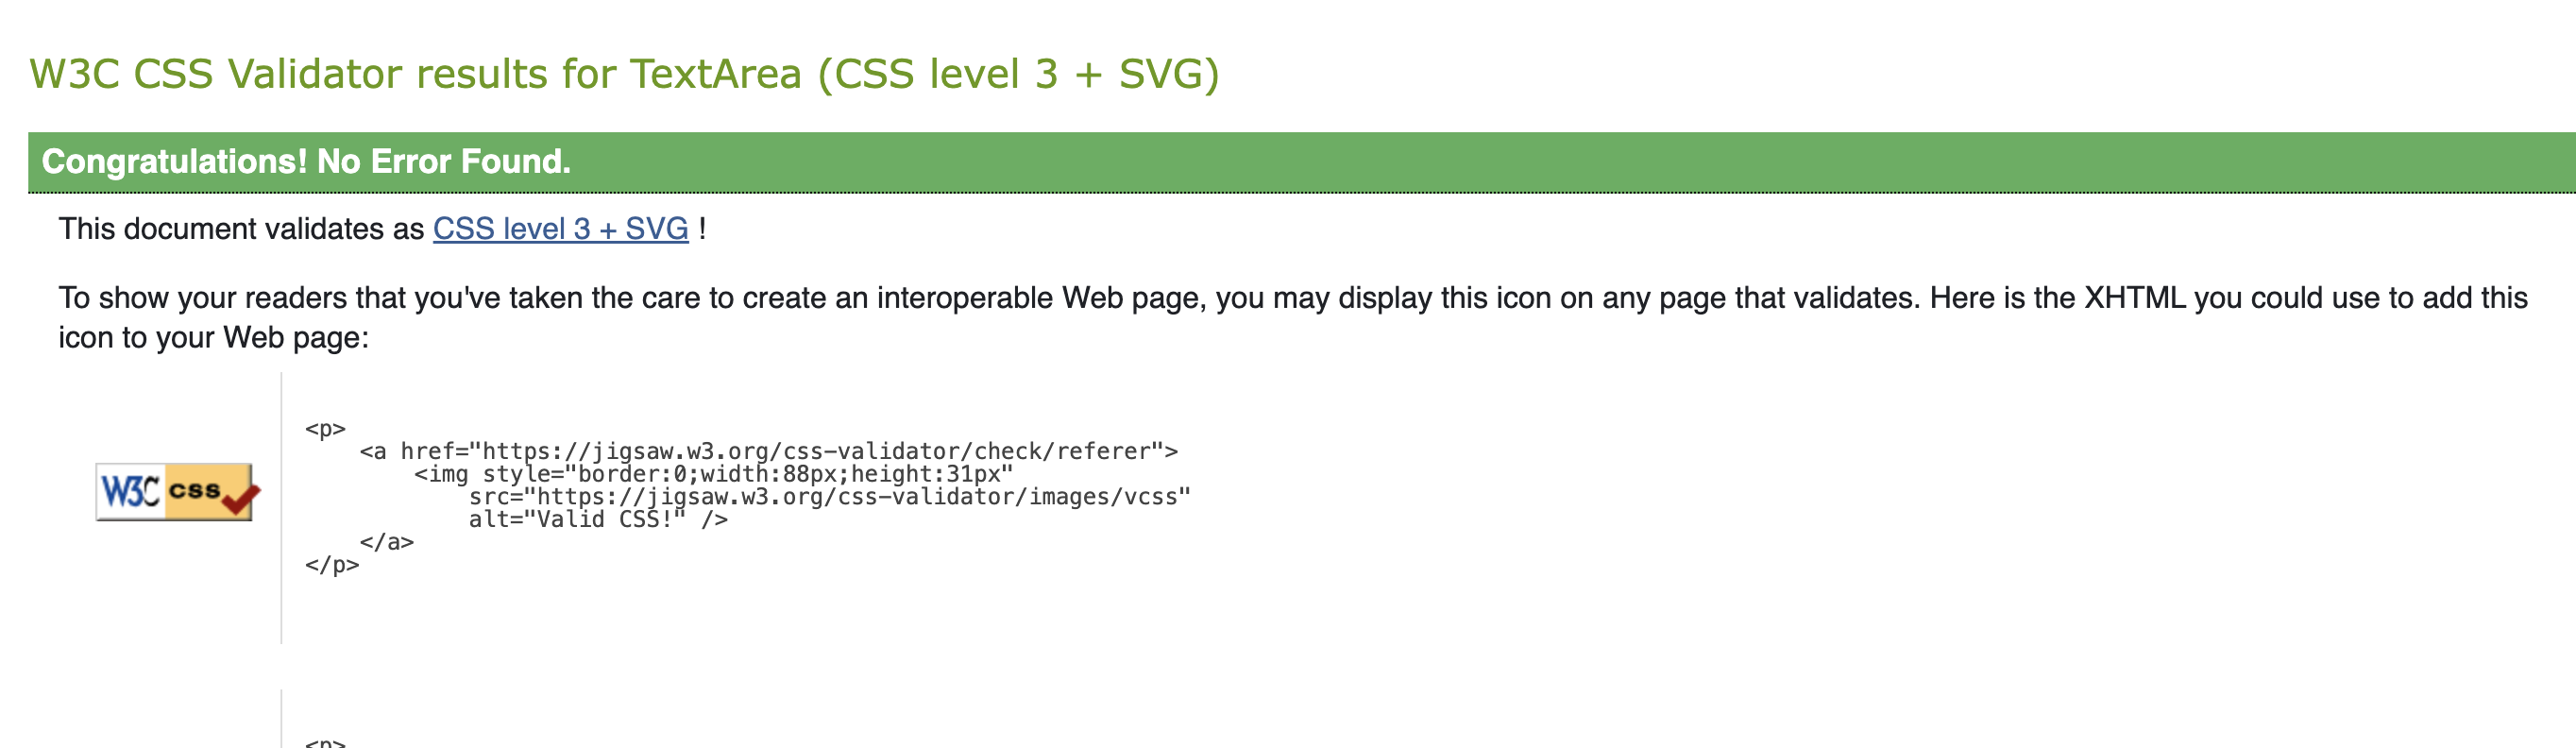 W3C CSS Validator results for TextArea (CSS level 3 + SVG)
Congratulations! No Error Found.
This document validates as CSS level 3 + SVG !
To show your readers that you've taken the care to create an interoperable Web page, you may display this icon on any page that validates. Here is the XHTML you could use to add this
icon to your Web page:
W3C css
<p>
    <a href="https://jigsaw.w3.org/css-validator/check/referer">
        <img style="border:0;width:88px;height:31px"
            src="https://jigsaw.w3.org/css-validator/images/vcss"
            alt="Valid CSS!" />
    </a>
</p>
<p>